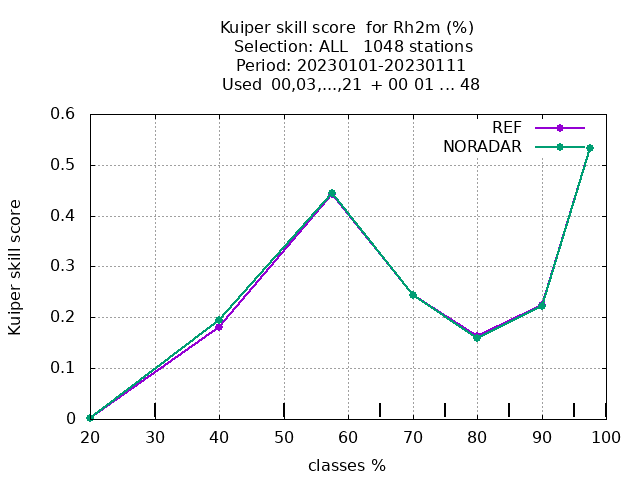 Kuiper skill score for Rh2m (%)
Selection: ALL 1048 stations
Period: 20230101-20230111
Used 00,03,...,21 + 00 01 ... 48
REF
NORADAR
0.6
0.5
0.4
0.3
0.2
0.1
0
Kuiper skill score
20 30 40 50 60 70 80 90 100
classes %